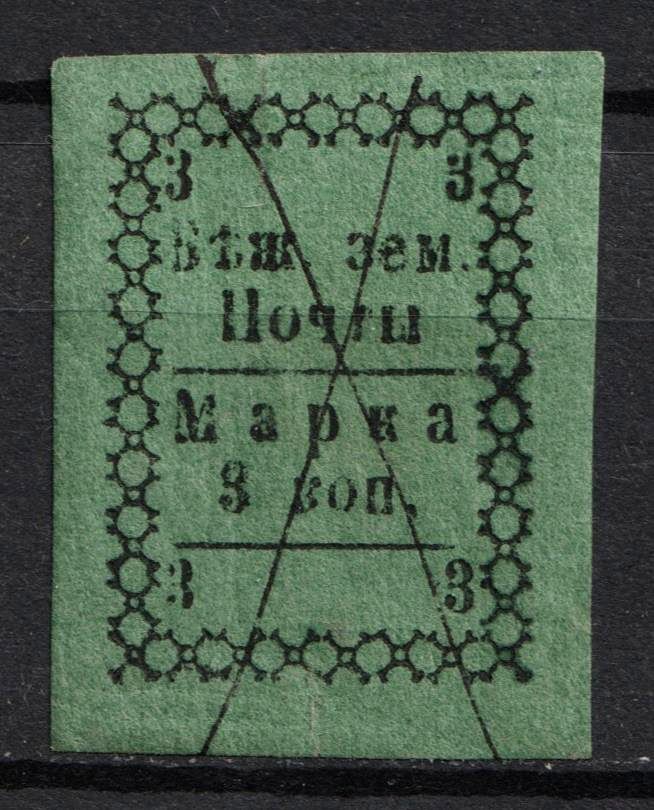 3 3
Бѣж. зем.
Почты
Марка
3 коп.
3 3